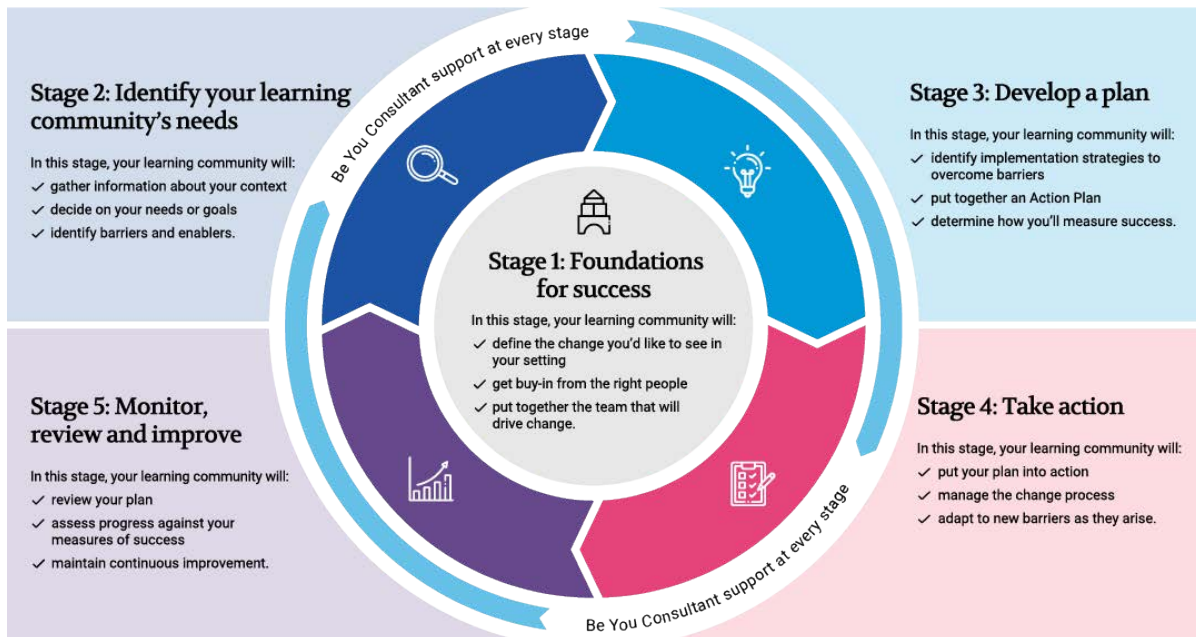 Be You Consultant support at every stage
Stage 1: Foundations
for success
In this stage, your learning community will:
✓ define the change you'd like to see in
your setting
✓ get buy-in from the right people
✓ put together the team that will
drive change.
Stage 2: Identify your learning
community's needs
In this stage, your learning community will:
✓ gather information about your context
✓ decide on your needs or goals
✓ identify barriers and enablers.
Stage 3: Develop a plan
In this stage, your learning community will:
✓ identify implementation strategies to
overcome barriers
✓ put together an Action Plan
✓ determine how you'll measure success.
Stage 4: Take action
In this stage, your learning community will:
✓ put your plan into action
✓ manage the change process
✓ adapt to new barriers as they arise.
Stage 5: Monitor,
review and improve
In this stage, your learning community will:
✓ review your plan
✓ assess progress against your
measures of success
✓ maintain continuous improvement.
Be You Consultant support at every stage